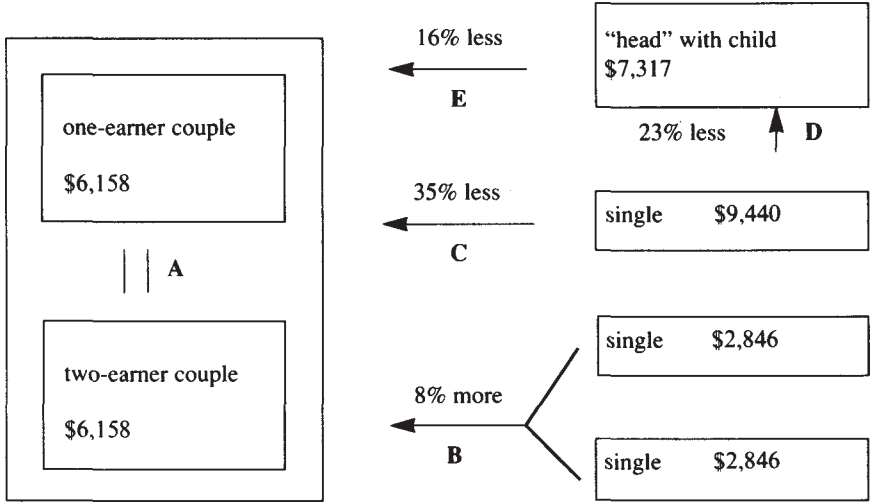 one-earner couple
$6,158
A
two-earner couple
$6,158
16% less
E
35% less
C
8% more
B
“head” with child
$7,317
23% less D
single $9,440
single $2,846
single $2,846